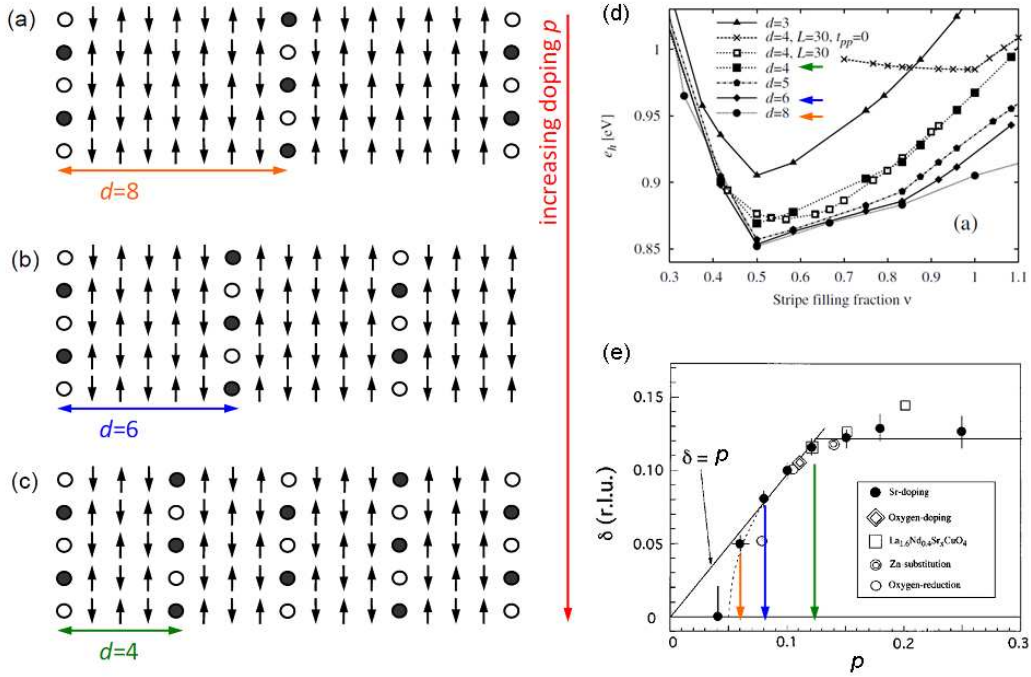 (a)
d=8
(b)
d=6
(c)
d=4
increasing doping p
(d)
d=3
d=4, L=30, tpp=0
d=4, L=30
d=4
d=5
d=6
d=8
1
0.95
0.9
0.85
eh [eV]
(a)
0.3 0.4 0.5 0.6 0.7 0.8 0.9 1 1.1
Stripe filling fraction ν
(e)
0.15
0.10
0.05
0
δ (r.l.u.)
δ = p
Sr-doping
Oxygen-doping
La1.6Nd0.4SrxCuO4
Zn-substitution
Oxygen-reduction
0 0.1 0.2 0.3
p